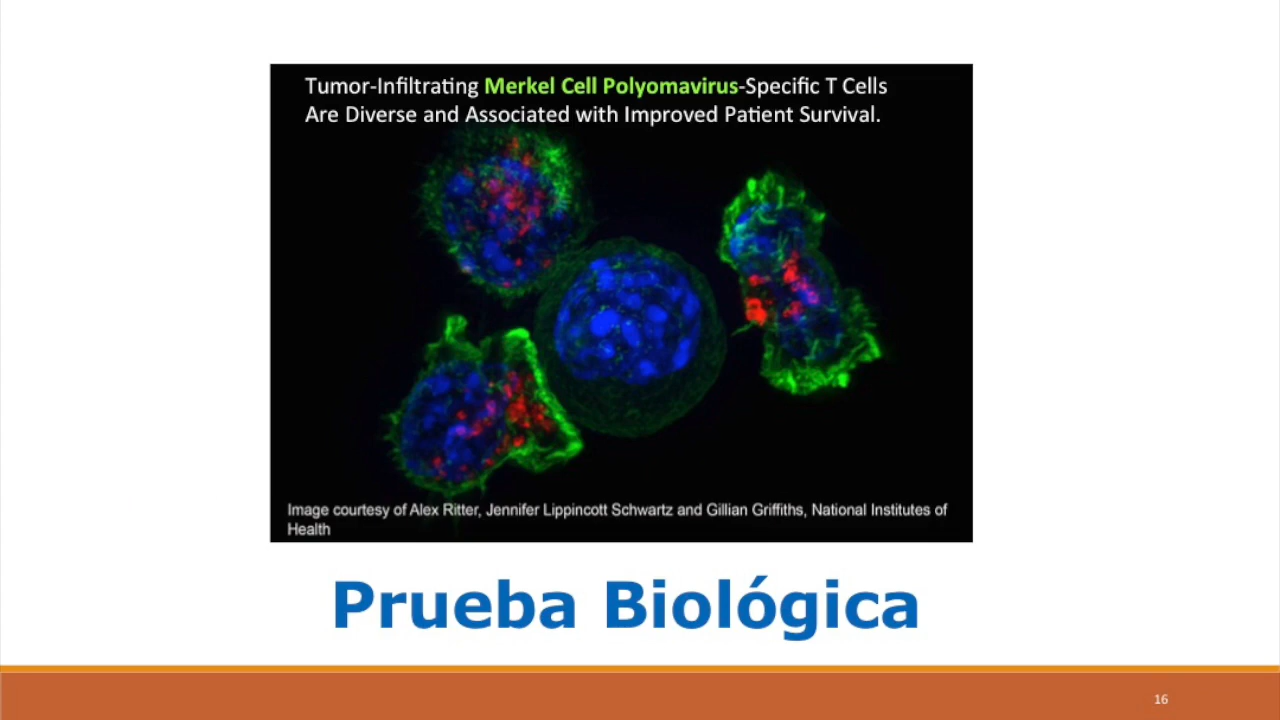 Tumor-Infiltrating Merkel Cell Polyomavirus-Specific T Cells
Are Diverse and Associated with Improved Patient Survival.
Image courtesy of Alex Ritter, Jennifer Lippincott Schwartz and Gillian Griffiths, National Institutes of
Health
Prueba Biológica
16